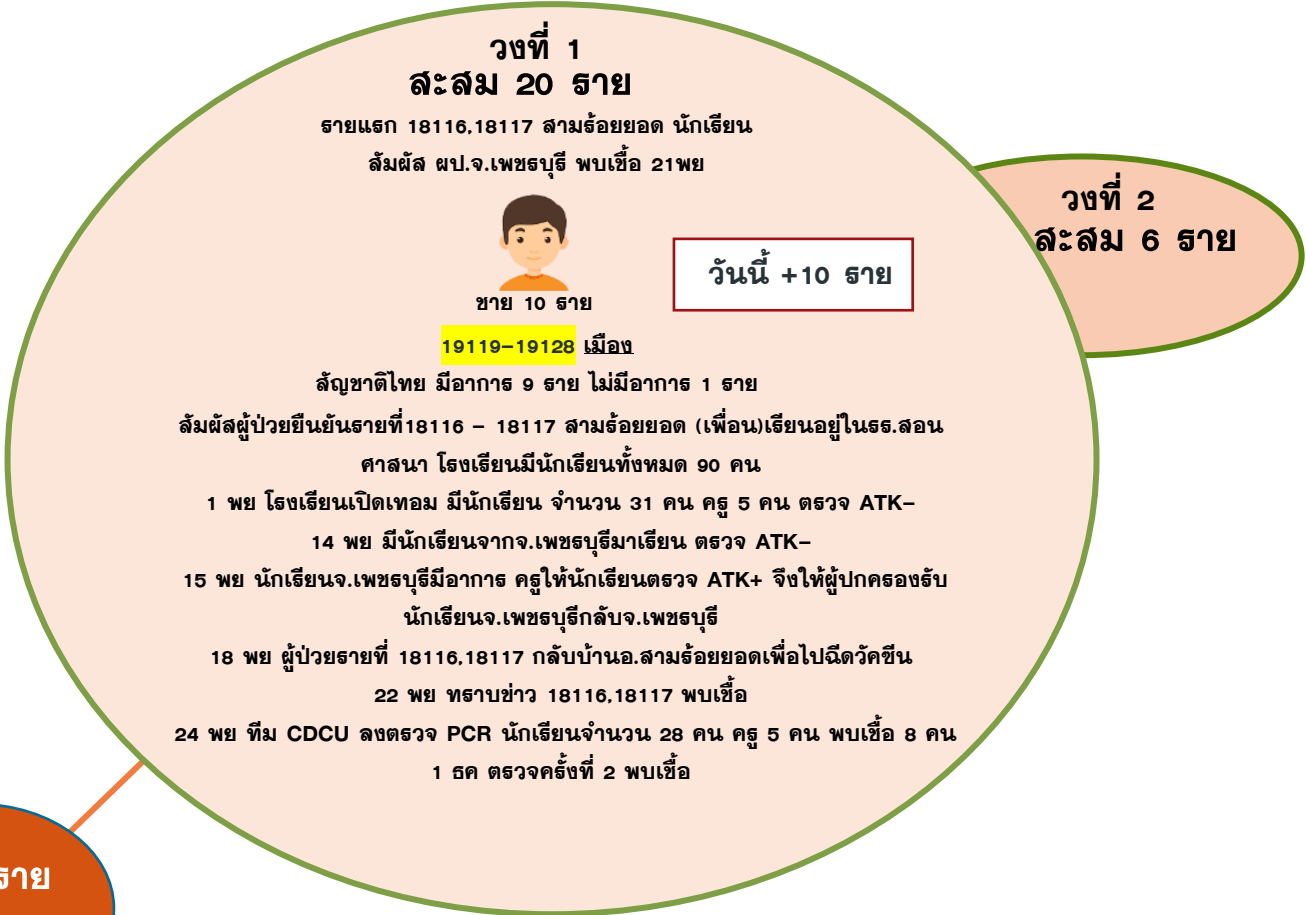 วงที่ 1
สะสม 20 ราย
รายแรก 18116,18117 สามร้อยยอด นักเรียน
สัมผัส ผป.จ.เพชรบุรี พบเชื้อ 21พย
วงที่ 2
สะสม 6 ราย
วันนี้ +10 ราย
ชาย 10 ราย
19119-19128 เมือง
สัญชาติไทย มีอาการ 9 ราย ไม่มีอาการ 1 ราย
สัมผัสผู้ป่วยยืนยันรายที่18116 - 18117 สามร้อยยอด (เพื่อน)เรียนอยู่ในรร.สอน
ศาสนา โรงเรียนมีนักเรียนทั้งหมด 90 คน
1 พย โรงเรียนเปิดเทอม มีนักเรียน จำนวน 31 คน ครู 5 คน ตรวจ ATK-
14 พย มีนักเรียนจากจ.เพชรบุรีมาเรียน ตรวจ ATK-
15 พย นักเรียนจ.เพชรบุรีมีอาการ ครูให้นักเรียนตรวจ ATK+ จึงให้ผู้ปกครองรับ
นักเรียนจ.เพชรบุรีกลับจ.เพชรบุรี
18 พย ผู้ป่วยรายที่ 18116,18117 กลับบ้านอ.สามร้อยยอดเพื่อไปฉีดวัคซีน
22 พย ทราบข่าว 18116,18117 พบเชื้อ
24 พย ทีม CDCU ลงตรวจ PCR นักเรียนจำนวน 28 คน ครู 5 คน พบเชื้อ 8 คน
1 ธค ตรวจครั้งที่ 2 พบเชื้อ
ราย